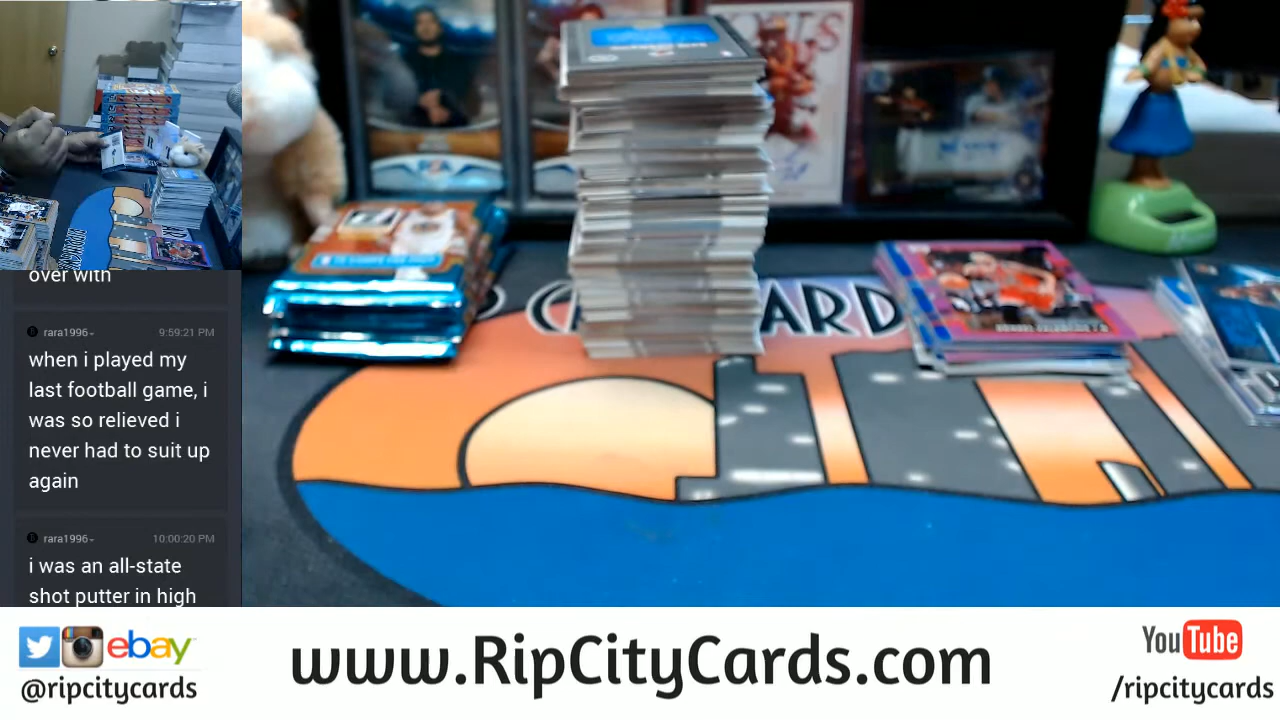 over with
rara1996 9:59:21 PM
when i played my
last football game, i
was so relieved i
never had to suit up
again
rara1996 10:00:20 PM
i was an all-state
shot putter in high
ebay
@ripcitycards
www.RipCityCards.com
YouTube
/ripcitycards